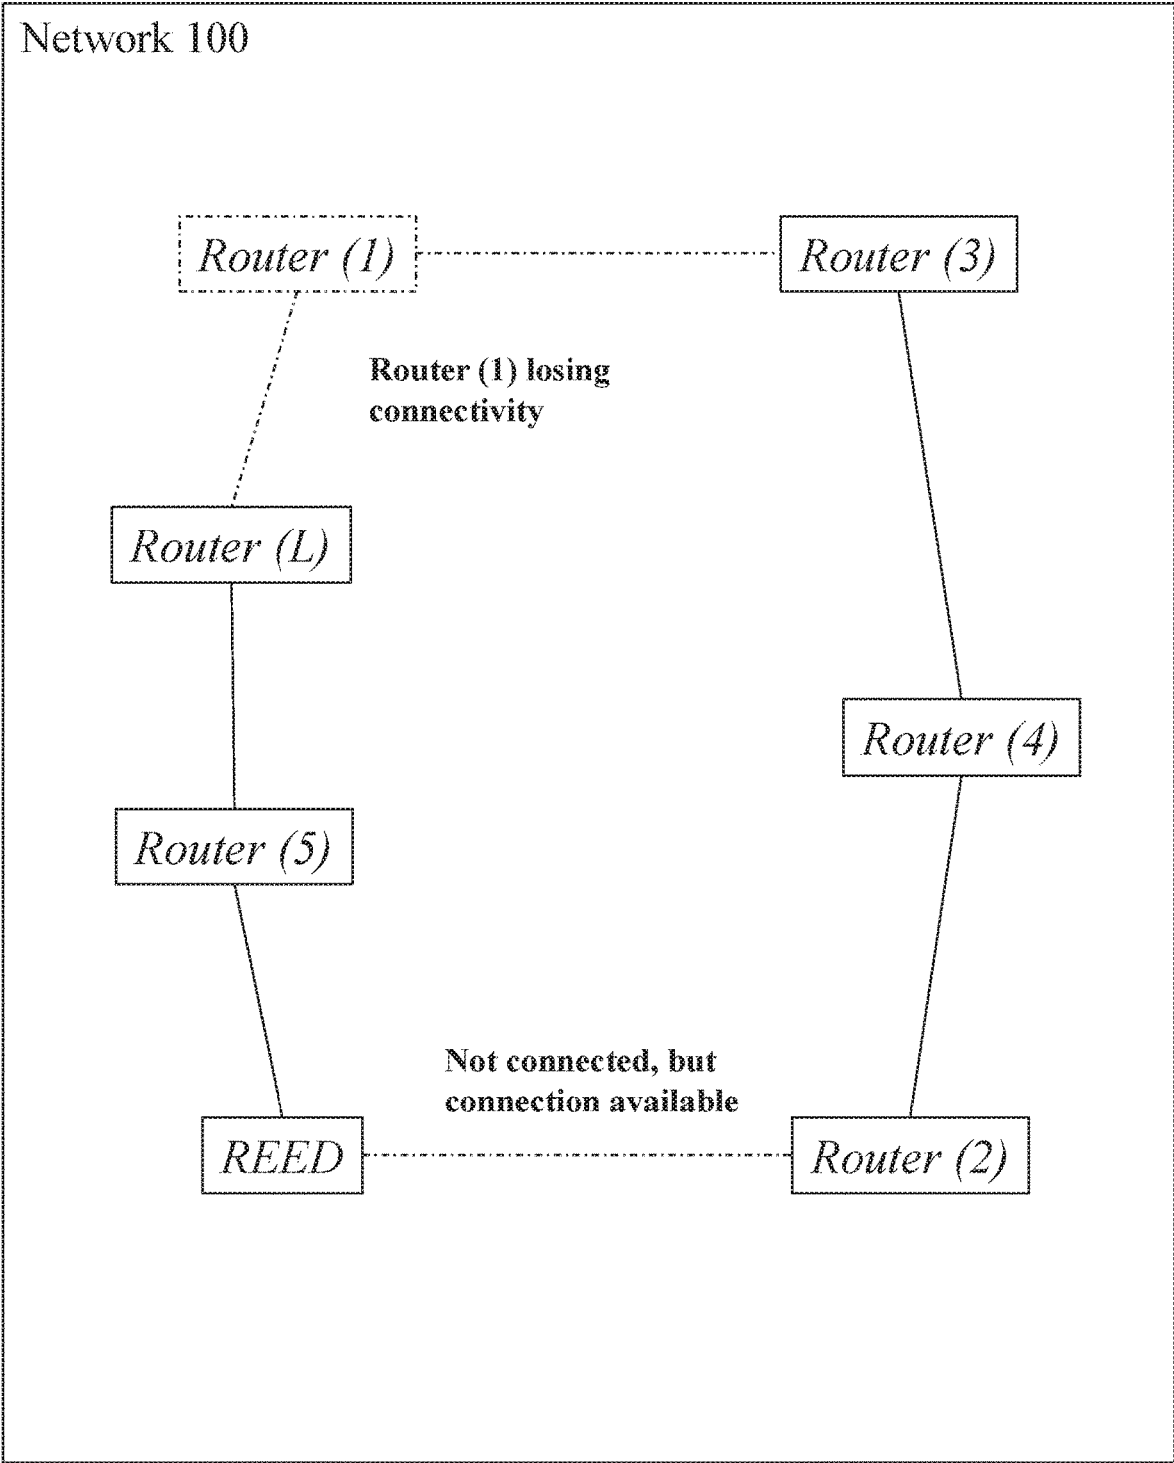 Network 100
Router (1)
Router (3)
Router (1) losing
connectivity
Router (L)
Router (4)
Router (5)
Not connected, but
connection available
REED
Router (2)